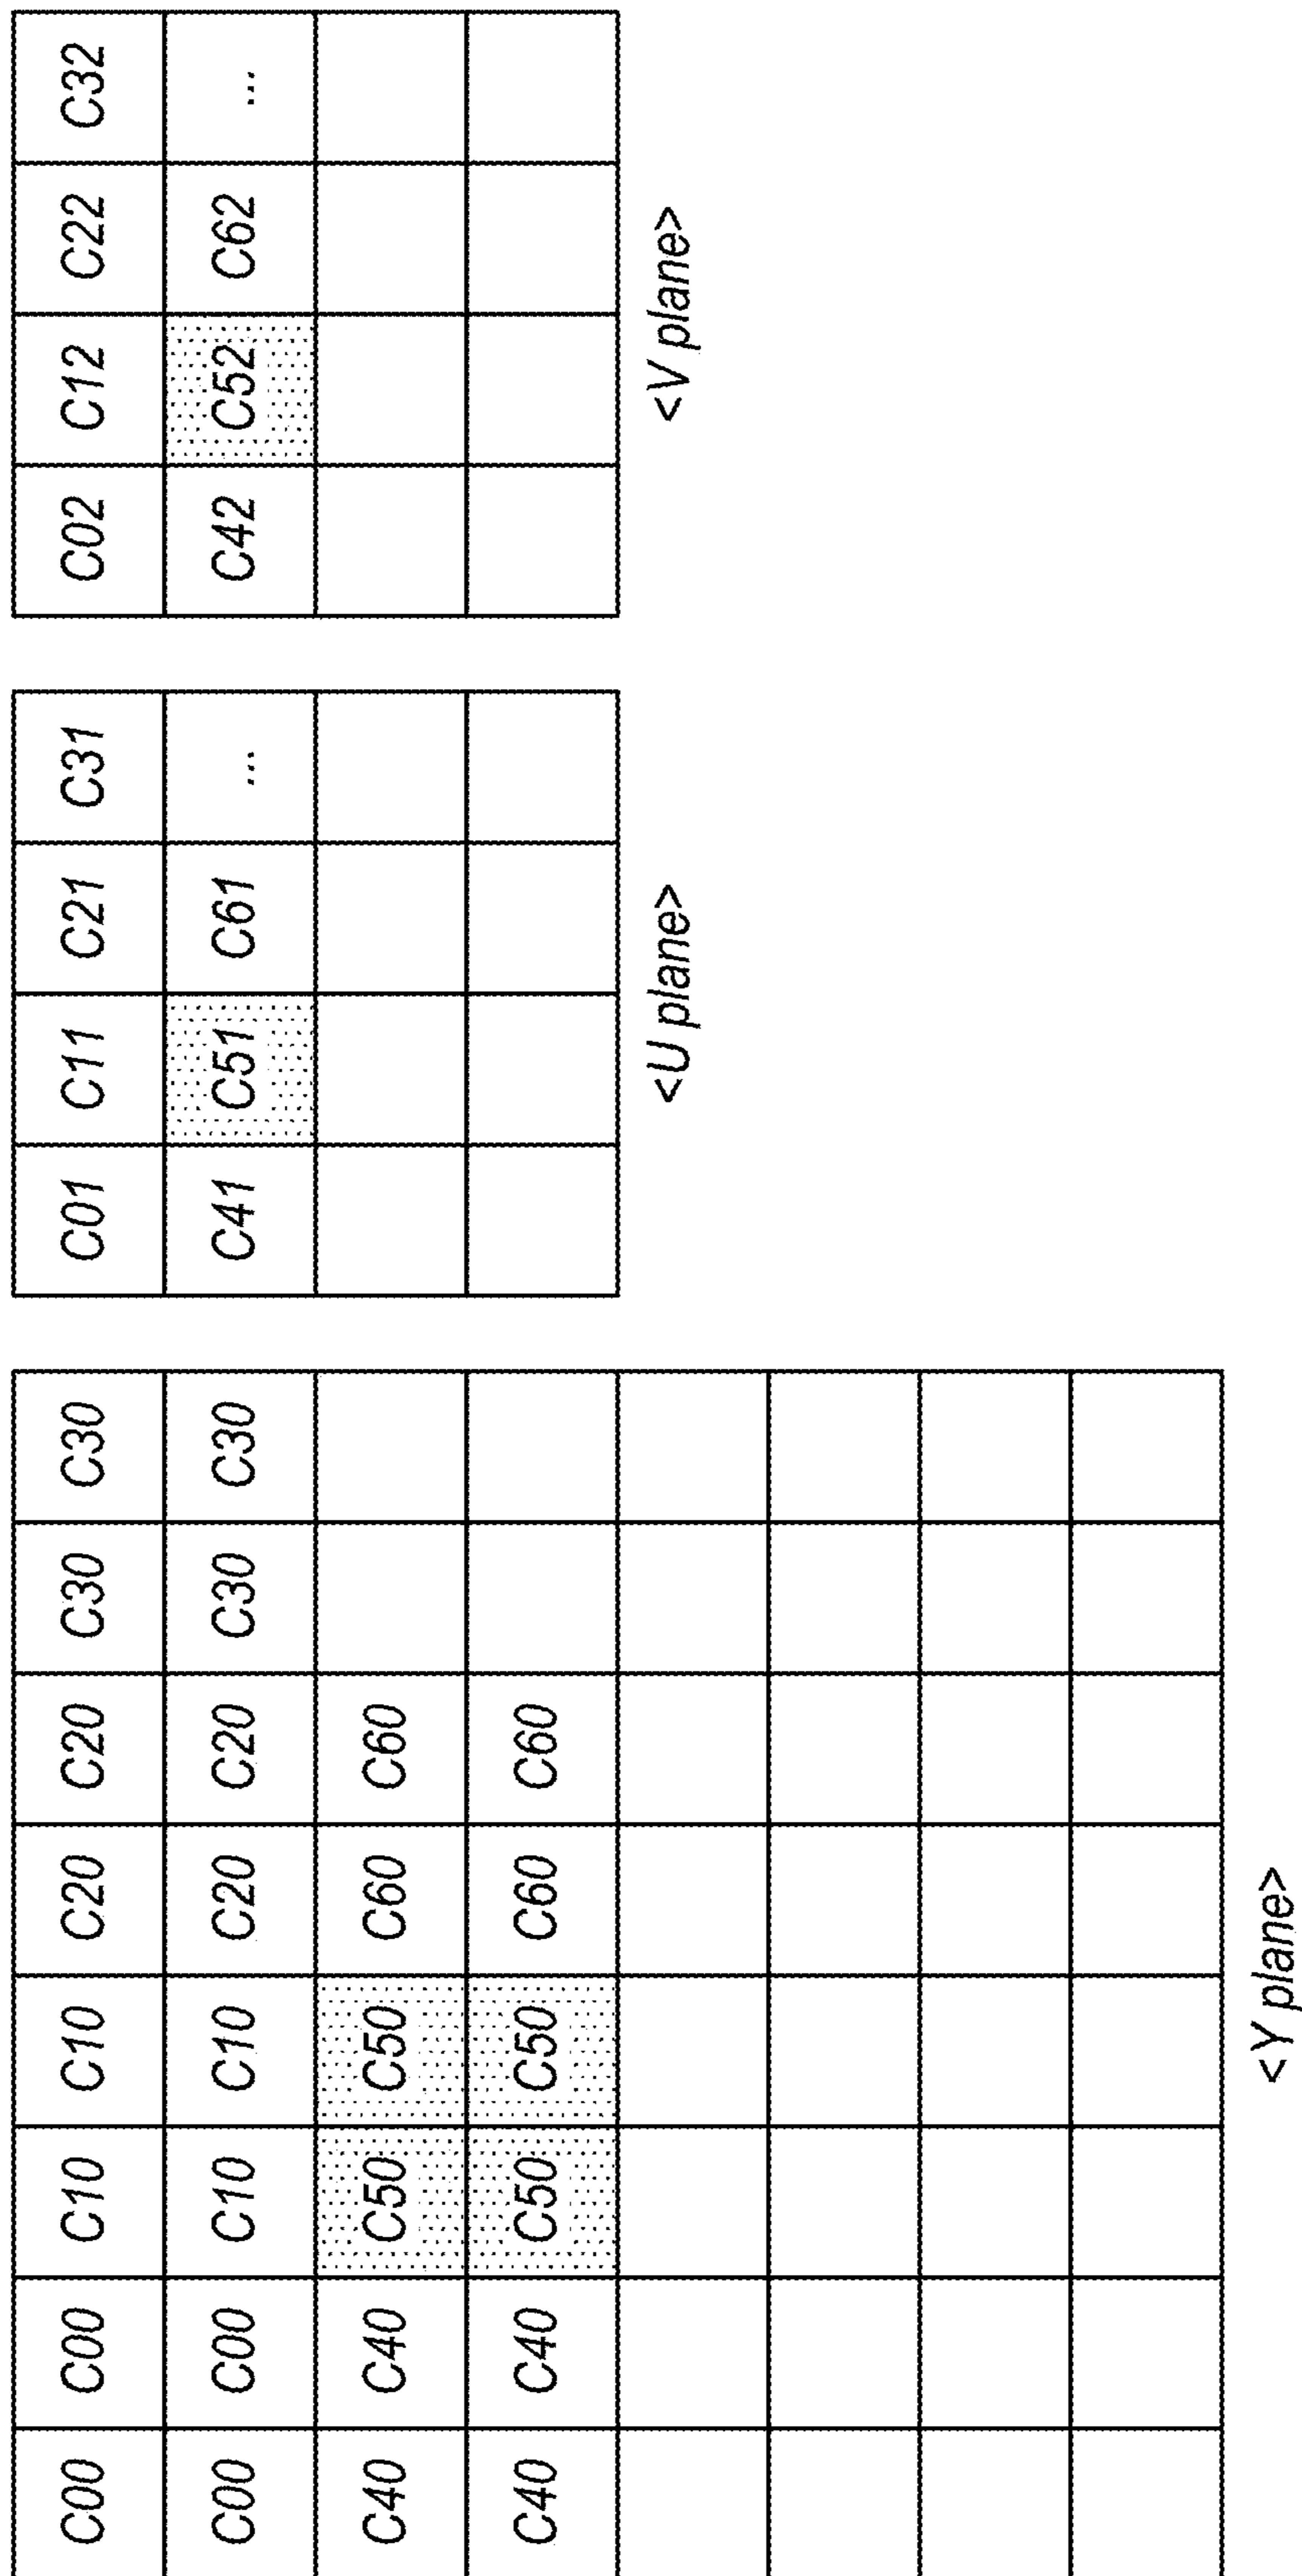 C00 C00 C10 C10 C20 C20 C30 C30
C00 C00 C10 C10 C20 C20 C30 C30
C40 C40 C50 C50 C60 C60
C40 C40 C50 C50 C60 C60
<Y plane>
C01 C11 C21 C31
C41 C51 C61 ...
<U plane>
C02 C12 C22 C32
C42 C52 C62 ...
<V plane>